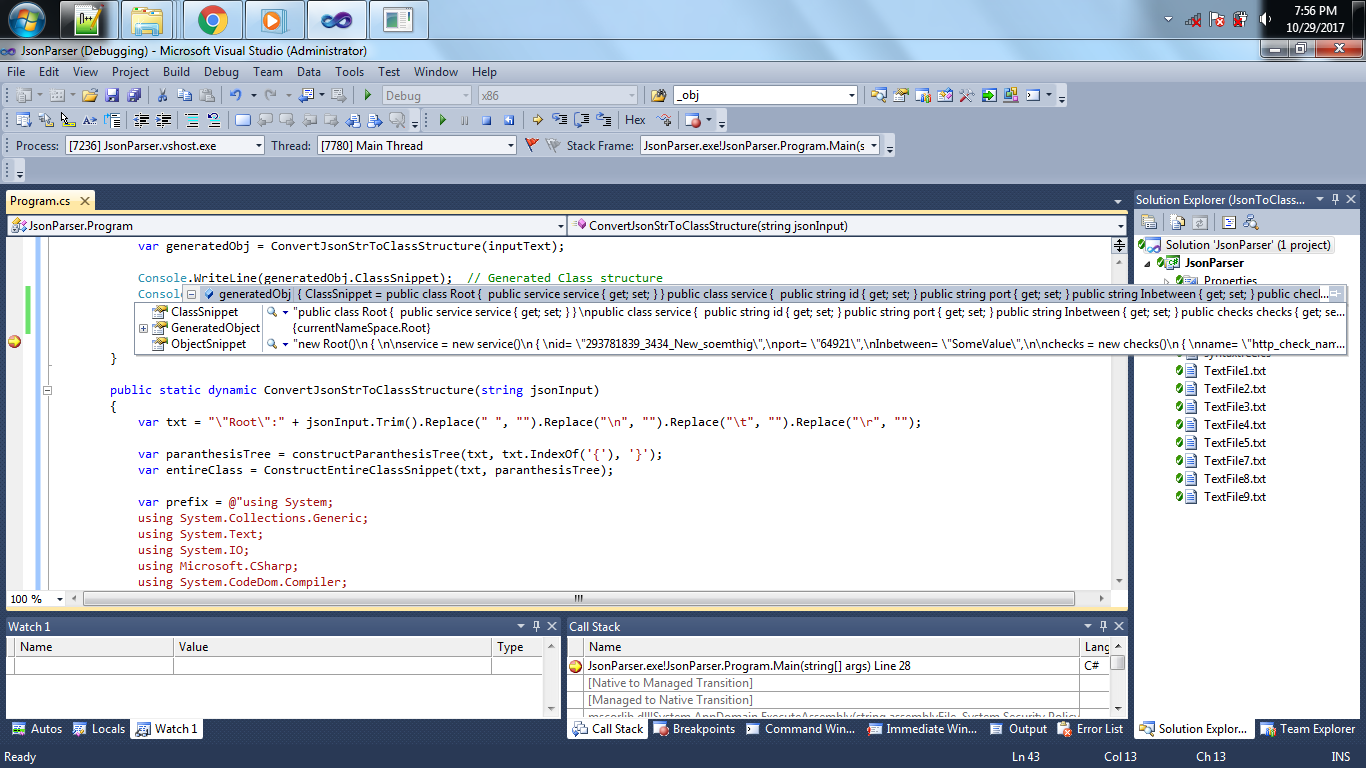 7:56 PM
10/29/2017
JsonParser (Debugging) - Microsoft Visual Studio (Administrator)
File Edit View Project Build Debug Team Data Tools Test Window Help
Debug x86 _obj
Hex
Process: [7236] JsonParser.vshost.exe Thread: [7780] Main Thread Stack Frame: JsonParser.exe!JsonParser.Program.Main(s
Program.cs
JsonParser.Program ConvertJsonStrToClassStructure(string jsonInput)
var generatedObj = ConvertJsonStrToClassStructure(inputText);
Console.WriteLine(generatedObj.ClassSnippet); // Generated Class structure
Conso
generatedObj { ClassSnippet = public class Root { public service service { get; set; } } public class service { public string id { get; set; } public string port { get; set; } public string Inbetween { get; set; } public checl...
ClassSnippet "public class Root { public service service { get; set; } } \npublic class service { public string id { get; set; } public string port { get; set; } public string Inbetween { get; set; } public checks checks { get; se...
GeneratedObject {currentNameSpace.Root}
ObjectSnippet "new Root()\n { \n\nservice = new service()\n { \nid= \"293781839_3434_New_soemthig\",\nport= \"64921\",\nInbetween= \"SomeValue\",\n\nchecks = new checks()\n { \nname= \"http_check_nam...
}
public static dynamic ConvertJsonStrToClassStructure(string jsonInput)
{
var txt = "\"Root\":" + jsonInput.Trim().Replace(" ", "").Replace("\n", "").Replace("\t", "").Replace("\r", "");
var paranthesisTree = constructParanthesisTree(txt, txt.IndexOf('{'), '}');
var entireClass = ConstructEntireClassSnippet(txt, paranthesisTree);
var prefix = @"using System;
using System.Collections.Generic;
using System.Text;
using System.IO;
using Microsoft.CSharp;
using System.CodeDom.Compiler;
100 %
Solution Explorer (JsonToClass...
Solution 'JsonParser' (1 project)
JsonParser
Properties
TextFile1.txt
TextFile2.txt
TextFile3.txt
TextFile4.txt
TextFile5.txt
TextFile7.txt
TextFile8.txt
TextFile9.txt
Watch 1
Name Value Type
Autos Locals Watch 1
Call Stack
Name Lang
JsonParser.exe!JsonParser.Program.Main(string[] args) Line 28 C#
[Native to Managed Transition]
[Managed to Native Transition]
mscorlib.dll!System.AppDomain.ExecuteAssembly(string assemblyFile, System.Security.Policy
Call Stack Breakpoints Command Win... Immediate Win... Output Error List
Solution Explor... Team Explorer
Ready Ln 43 Col 13 Ch 13 INS